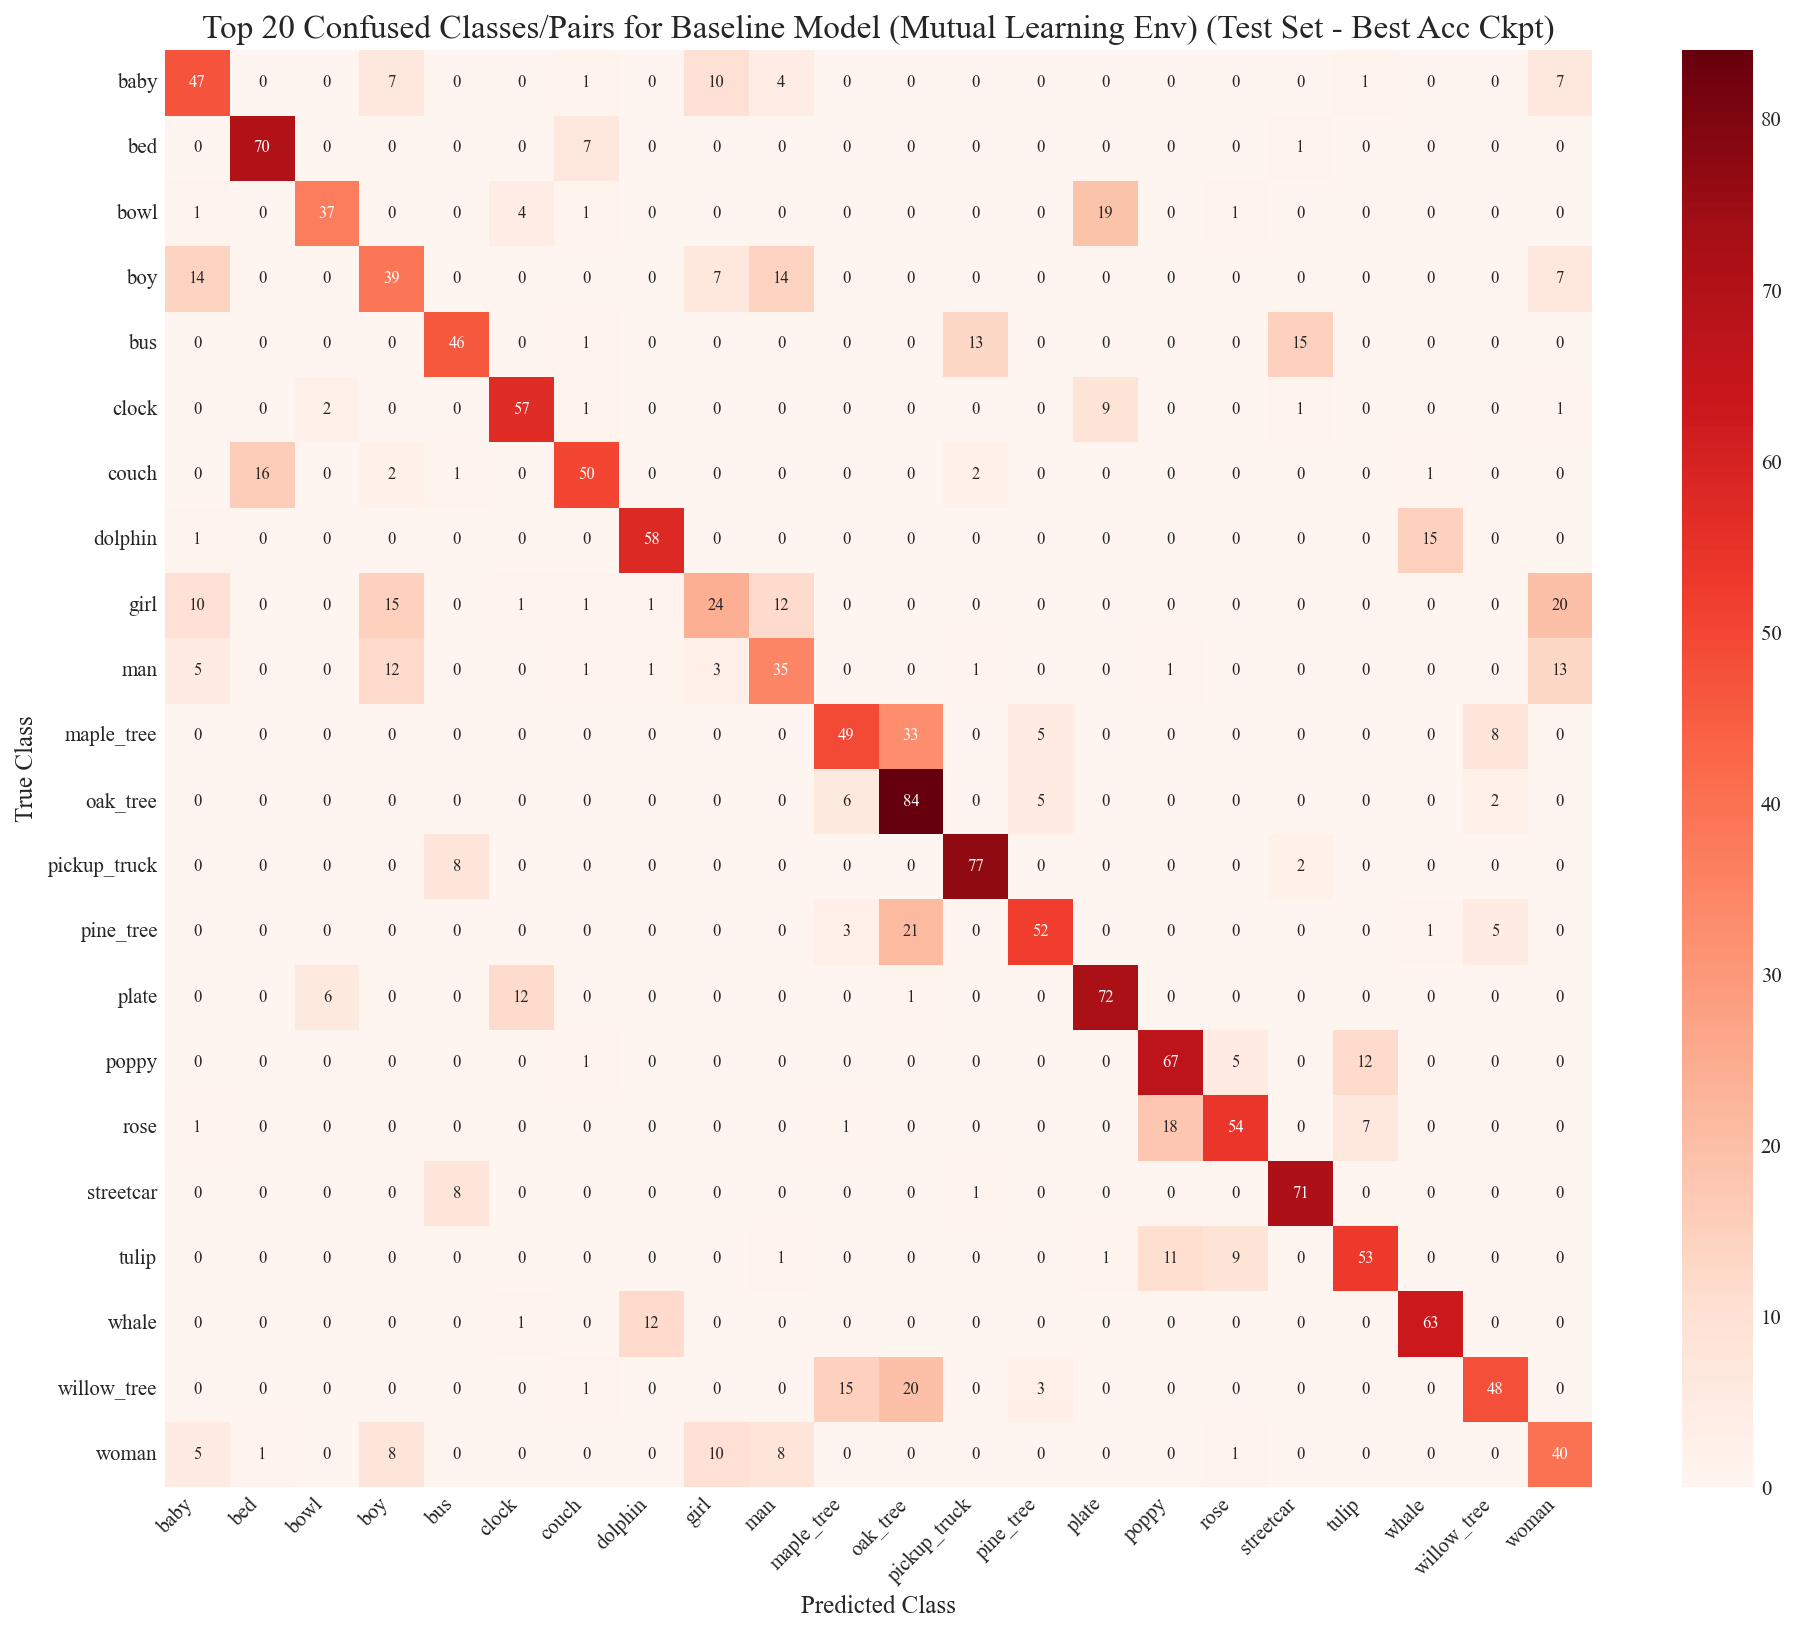 Top 20 Confused Classes/Pairs for Baseline Model (Mutual Learning Env) (Test Set - Best Acc Ckpt)
baby 47 0 0 7 0 0 1 0 10 4 0 0 0 0 0 0 0 0 1 0 0 7
bed 0 70 0 0 0 0 7 0 0 0 0 0 0 0 0 0 0 1 0 0 0 0
bowl 1 0 37 0 0 4 1 0 0 0 0 0 0 0 19 0 1 0 0 0 0 0
boy 14 0 0 39 0 0 0 0 7 14 0 0 0 0 0 0 0 0 0 0 0 7
bus 0 0 0 0 46 0 1 0 0 0 0 0 13 0 0 0 0 15 0 0 0 0
clock 0 0 2 0 0 57 1 0 0 0 0 0 0 0 9 0 0 1 0 0 0 1
couch 0 16 0 2 1 0 50 0 0 0 0 0 2 0 0 0 0 0 0 1 0 0
dolphin 1 0 0 0 0 0 0 58 0 0 0 0 0 0 0 0 0 0 0 15 0 0
girl 10 0 0 15 0 1 1 1 24 12 0 0 0 0 0 0 0 0 0 0 0 20
man 5 0 0 12 0 0 1 1 3 35 0 0 1 0 0 1 0 0 0 0 0 13
maple_tree 0 0 0 0 0 0 0 0 0 0 49 33 0 5 0 0 0 0 0 0 8 0
oak_tree 0 0 0 0 0 0 0 0 0 0 6 84 0 5 0 0 0 0 0 0 2 0
pickup_truck 0 0 0 0 8 0 0 0 0 0 0 0 77 0 0 0 0 2 0 0 0 0
pine_tree 0 0 0 0 0 0 0 0 0 0 3 21 0 52 0 0 0 0 0 1 5 0
plate 0 0 6 0 0 12 0 0 0 0 0 1 0 0 72 0 0 0 0 0 0 0
poppy 0 0 0 0 0 0 1 0 0 0 0 0 0 0 0 67 5 0 12 0 0 0
rose 1 0 0 0 0 0 0 0 0 0 1 0 0 0 0 18 54 0 7 0 0 0
streetcar 0 0 0 0 8 0 0 0 0 0 0 0 1 0 0 0 0 71 0 0 0 0
tulip 0 0 0 0 0 0 0 0 0 1 0 0 0 0 1 11 9 0 53 0 0 0
whale 0 0 0 0 0 1 0 12 0 0 0 0 0 0 0 0 0 0 0 63 0 0
willow_tree 0 0 0 0 0 0 1 0 0 0 15 20 0 3 0 0 0 0 0 0 48 0
woman 5 1 0 8 0 0 0 0 10 8 0 0 0 0 0 0 1 0 0 0 0 40
baby bed bowl boy bus clock couch dolphin girl man maple_tree oak_tree pickup_truck pine_tree plate poppy rose streetcar tulip whale willow_tree woman
Predicted Class
True Class
80
70
60
50
40
30
20
10
0